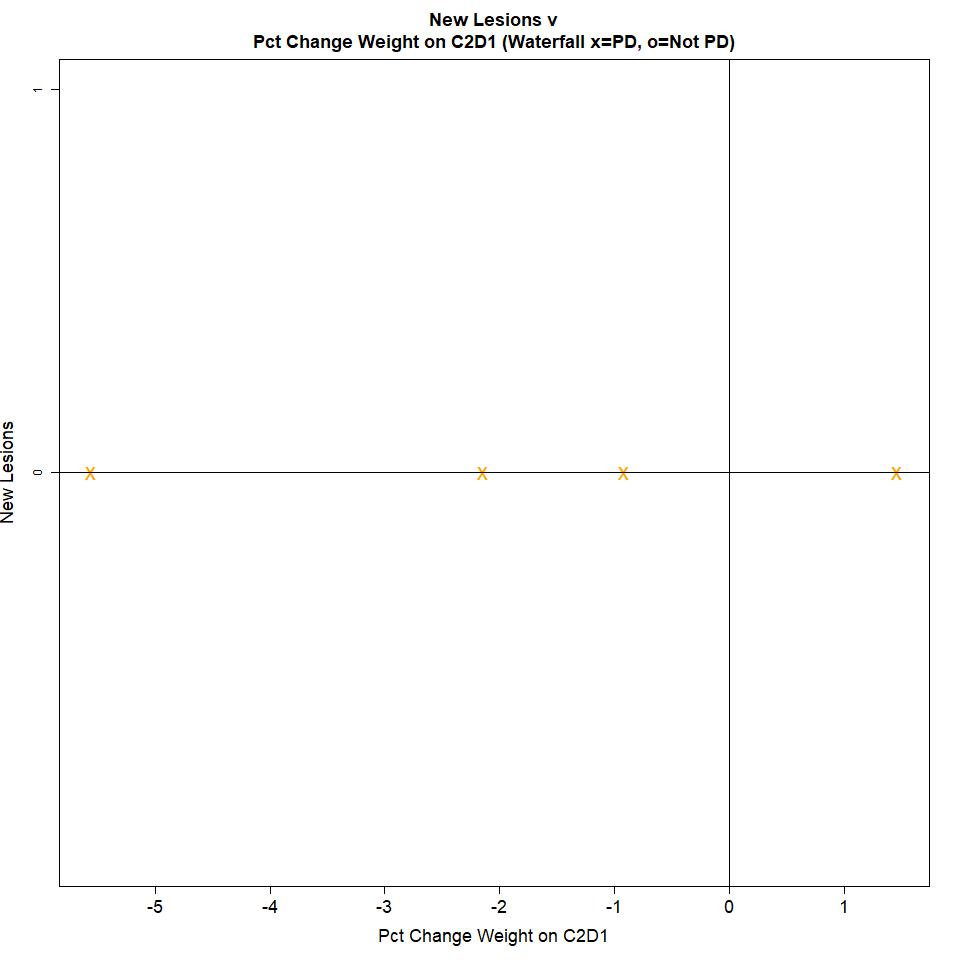 New Lesions v
Pct Change Weight on C2D1 (Waterfall x=PD, o=Not PD)
1
New Lesions
0
x x x x
-5 -4 -3 -2 -1 0 1
Pct Change Weight on C2D1